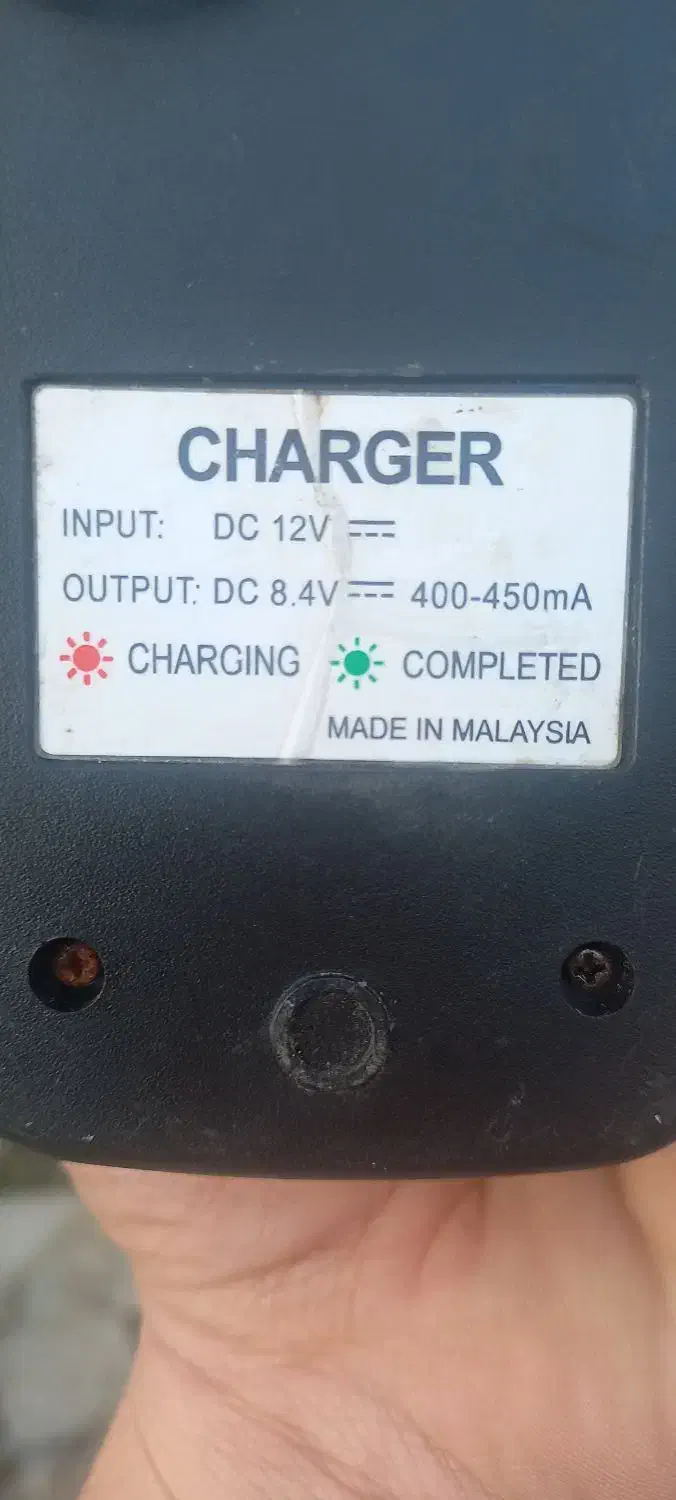 CHARGER
INPUT: DC 12V ⎓
OUTPUT: DC 8.4V ⎓ 400-450mA
CHARGING COMPLETED
MADE IN MALAYSIA